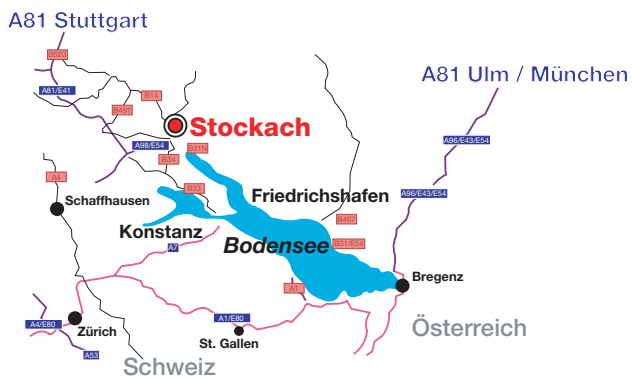 A81 Stuttgart
B523
A81 Ulm / München
A81/E41
B14
B491
Stockach
A96/E43/E54
A98/E54
B31N
B34
A4
B33
Friedrichshafen
A96/E43/E54
Schaffhausen
B467
Konstanz
Bodensee
A7
B31/E54
Bregenz
A1
A4/E80
A1/E80
Österreich
Zürich
St. Gallen
A53
Schweiz